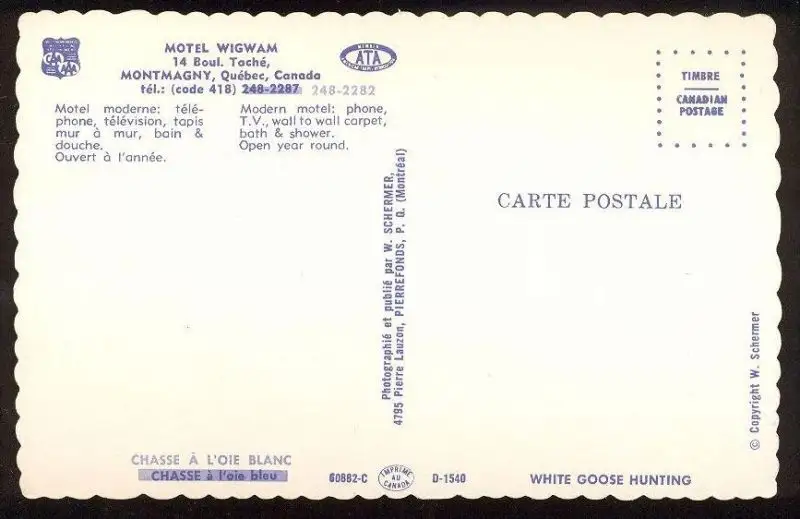 MOTEL WIGWAM
14 Boul. Taché,
MONTMAGNY, Québec, Canada
tél.: (code 418) 248-2287 248-2282
CAA
AAA
MEMBER
ATA
Motel moderne: télé-
phone, télévision, tapis
mur à mur, bain &
douche.
Ouvert à l'année.
Modern motel: phone,
T.V., wall to wall carpet,
bath & shower.
Open year round.
TIMBRE
CANADIAN
POSTAGE
CARTE POSTALE
Photographié et publié par W. SCHERMER,
4795 Pierre Lauzon, PIERREFONDS, P. Q. (Montréal)
© Copyright W. Schermer
CHASSE À L'OIE BLANC
CHASSE à l'oie bleu
60882-C
IMPRIMÉ
AU
CANADA
D-1540
WHITE GOOSE HUNTING